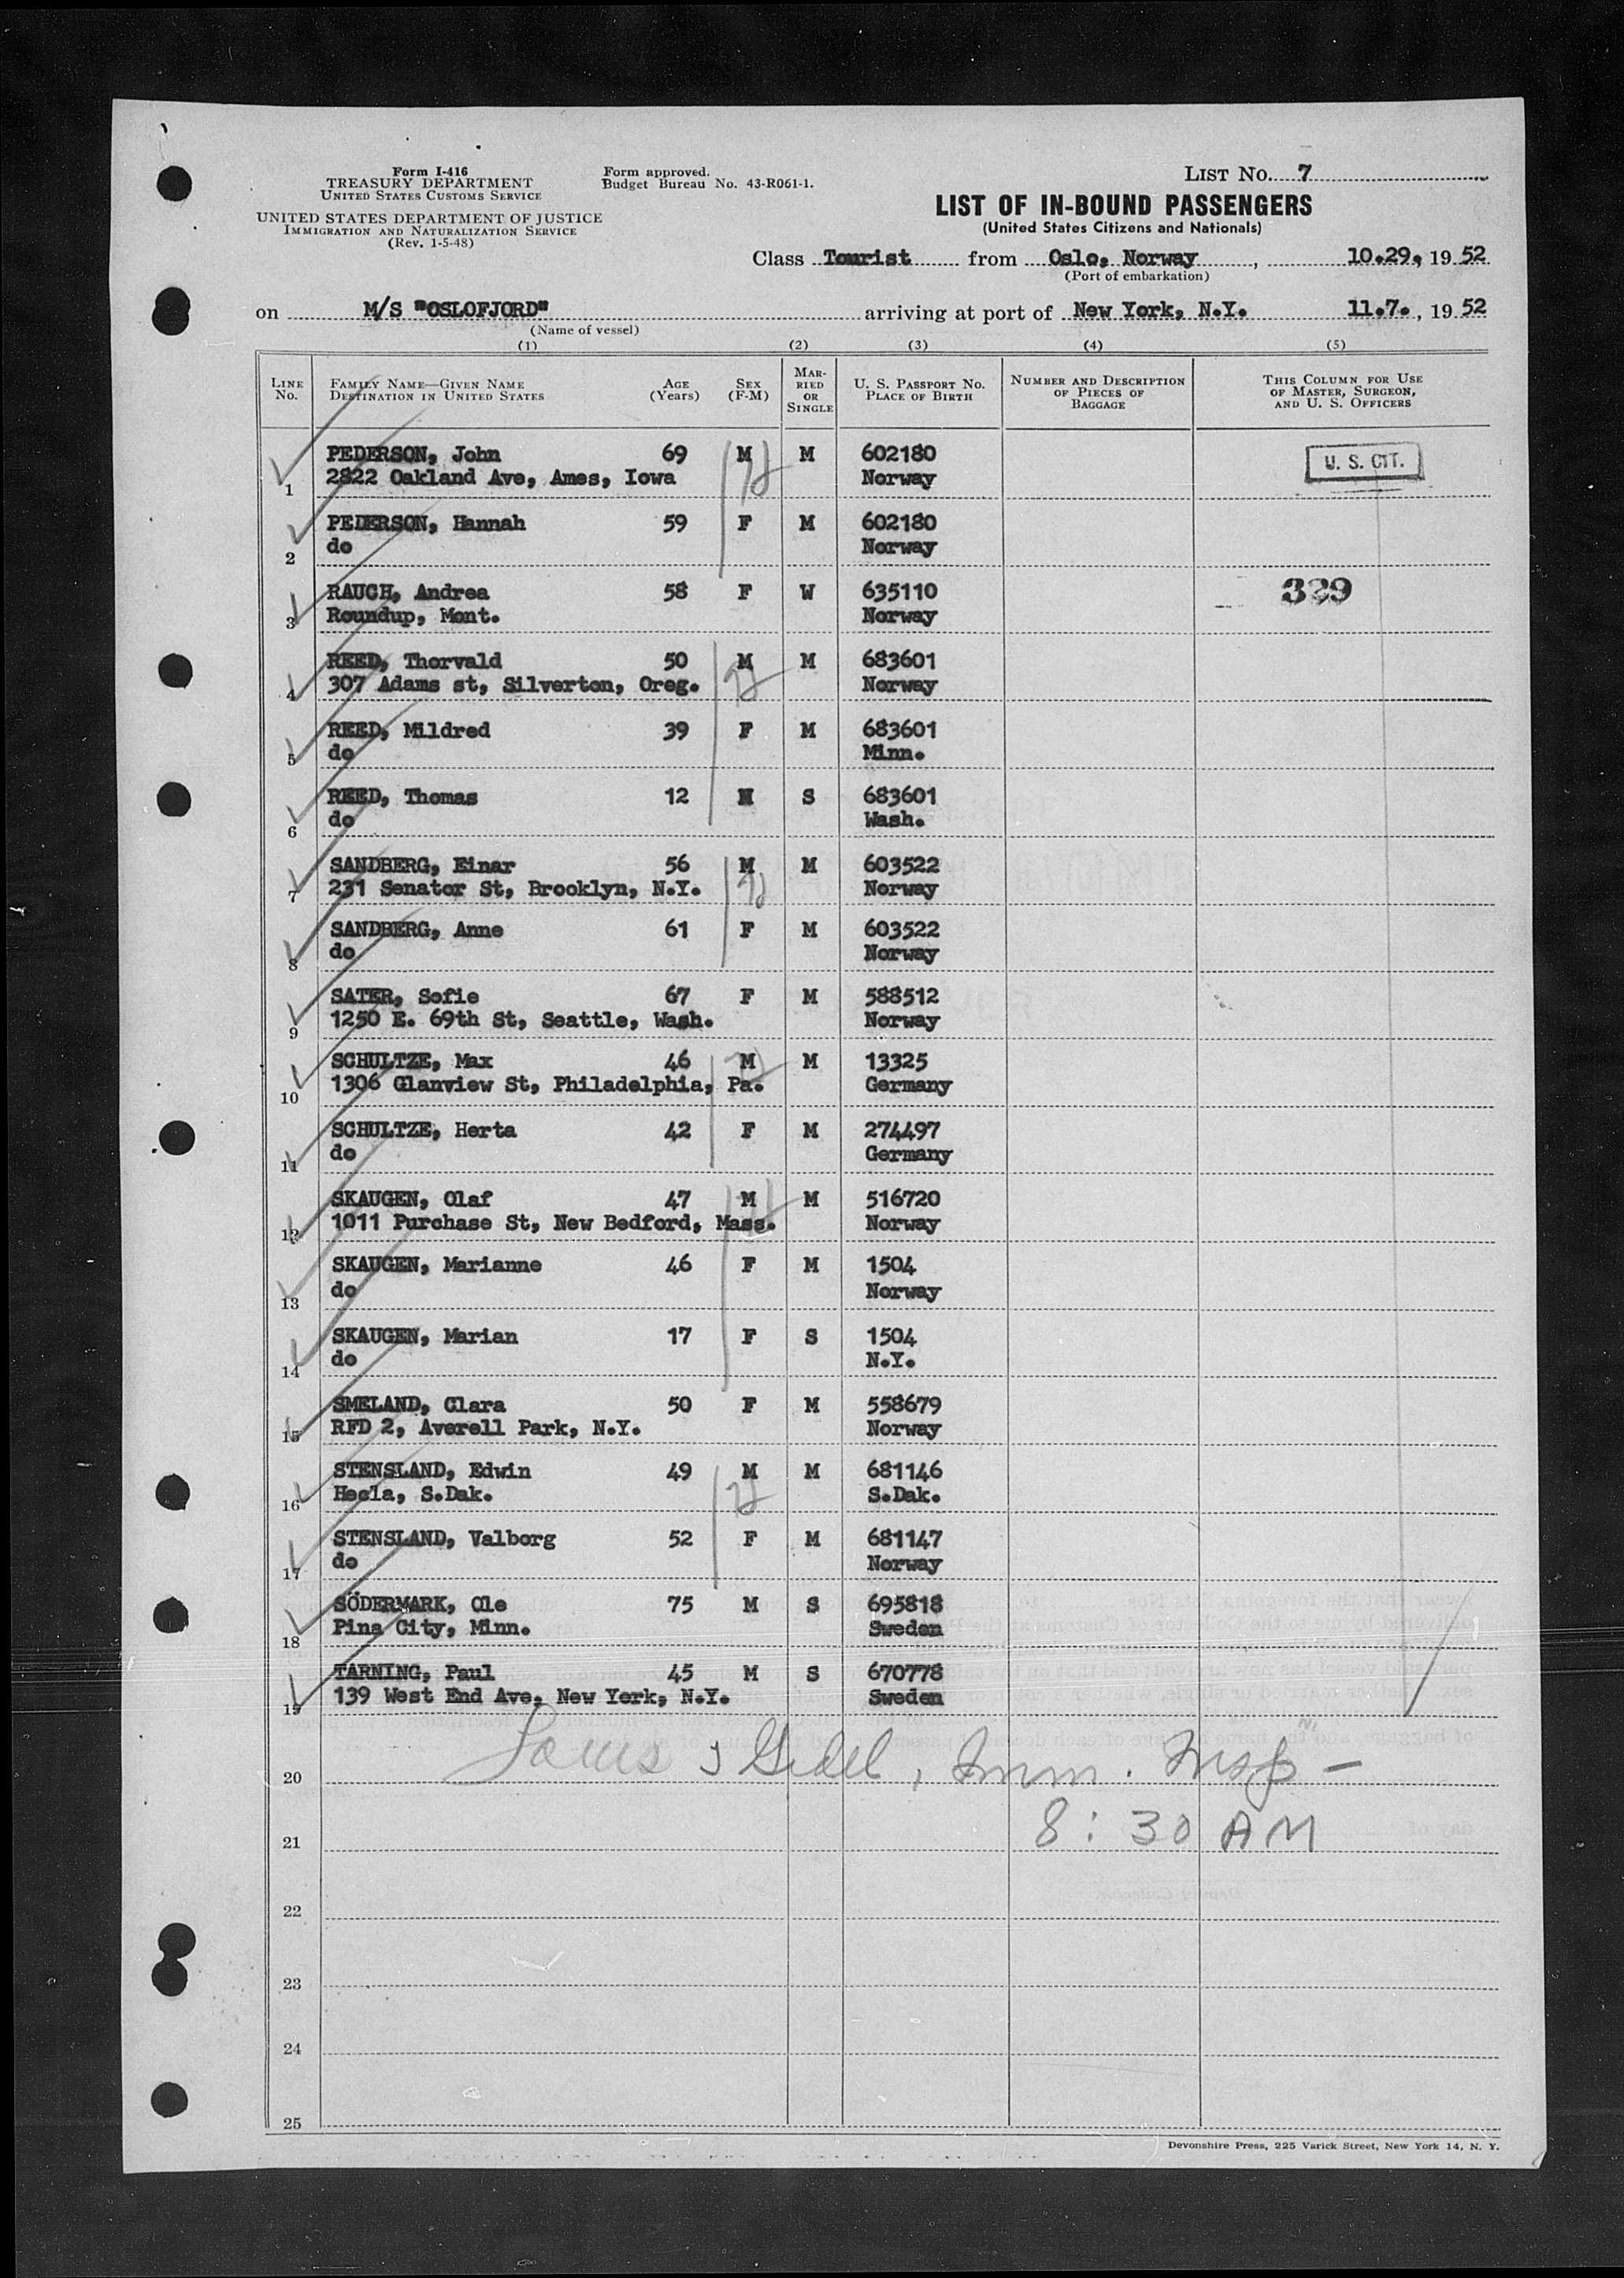 Form I-416
TREASURY DEPARTMENT
UNITED STATES CUSTOMS SERVICE
UNITED STATES DEPARTMENT OF JUSTICE
IMMIGRATION AND NATURALIZATION SERVICE
(Rev. 1-5-48)
Form approved.
Budget Bureau No. 43-R061-1.
LIST NO. 7
LIST OF IN-BOUND PASSENGERS
(United States Citizens and Nationals)
Class Tourist from Oslo, Norway, 10.29, 19 52
(Port of embarkation)
on M/S "OSLOFJORD" arriving at port of New York, N.Y. 11.7., 19 52
(Name of vessel)
(1) (2) (3) (4) (5)
LINE NO. FAMILY NAME—GIVEN NAME DESTINATION IN UNITED STATES AGE (YEARS) SEX (F-M) MARRIED OR SINGLE U. S. PASSPORT NO. PLACE OF BIRTH NUMBER AND DESCRIPTION OF PIECES OF BAGGAGE THIS COLUMN FOR USE OF MASTER, SURGEON, AND U. S. OFFICERS
PEDERSON, John 69 M M 602180 U. S. CIT.
1 2822 Oakland Ave, Ames, Iowa Norway
PEDERSON, Hannah 59 F M 602180
2 do Norway
RAUCH, Andrea 58 F W 635110 329
3 Roundup, Mont. Norway
REED, Thorvald 50 M M 683601
4 307 Adams st, Silverton, Oreg. Norway
REED, Mildred 39 F M 683601
5 do Minn.
REED, Thomas 12 M S 683601
6 do Wash.
SANDBERG, Einar 56 M M 603522
7 231 Senator St, Brooklyn, N.Y. Norway
SANDBERG, Anne 61 F M 603522
8 do Norway
SATER, Sofie 67 F M 588512
9 1250 E. 69th St, Seattle, Wash. Norway
SCHULTZE, Max 46 M M 13325
10 1306 Glanview St, Philadelphia, Pa. Germany
SCHULTZE, Herta 42 F M 274497
11 do Germany
SKAUGEN, Olaf 47 M M 516720
12 1011 Purchase St, New Bedford, Mass. Norway
SKAUGEN, Marianne 46 F M 1504
13 do Norway
SKAUGEN, Marian 17 F S 1504
14 do N.Y.
SMELAND, Clara 50 F M 558679
15 RFD 2, Averell Park, N.Y. Norway
STENSLAND, Edwin 49 M M 681146
16 Hecla, S.Dak. S.Dak.
STENSLAND, Valborg 52 F M 681147
17 do Norway
SÖDERMARK, Ole 75 M S 695818
18 Pine City, Minn. Sweden
TARNING, Paul 45 M S 670778
19 139 West End Ave, New York, N.Y. Sweden
20 Imm. Insp —
21 8:30 AM
22
23
24
25
Devonshire Press, 225 Varick Street, New York 14, N. Y.